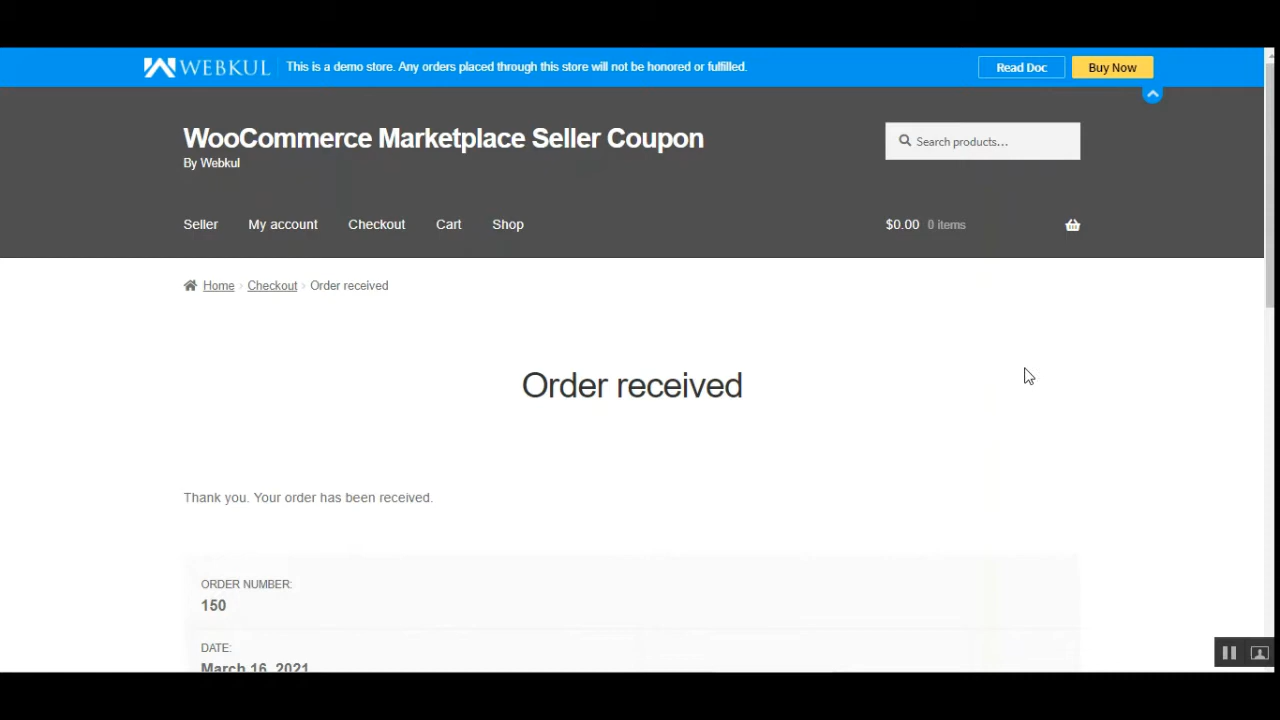 WEBKUL
This is a demo store. Any orders placed through this store will not be honored or fulfilled.
Read Doc
Buy Now
WooCommerce Marketplace Seller Coupon
By Webkul
Search products...
Seller
My account
Checkout
Cart
Shop
$0.00 0 items
Home › Checkout › Order received
Order received
Thank you. Your order has been received.
ORDER NUMBER:
150
DATE:
March 16, 2021